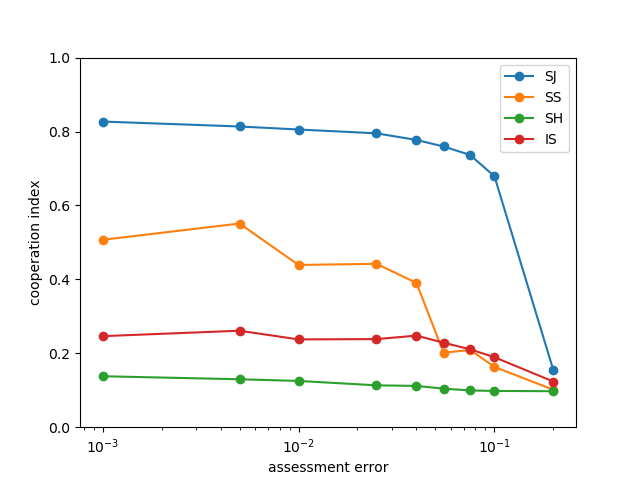 1.0
0.8
0.6
0.4
0.2
0.0
cooperation index
SJ
SS
SH
IS
10⁻³
10⁻²
10⁻¹
assessment error